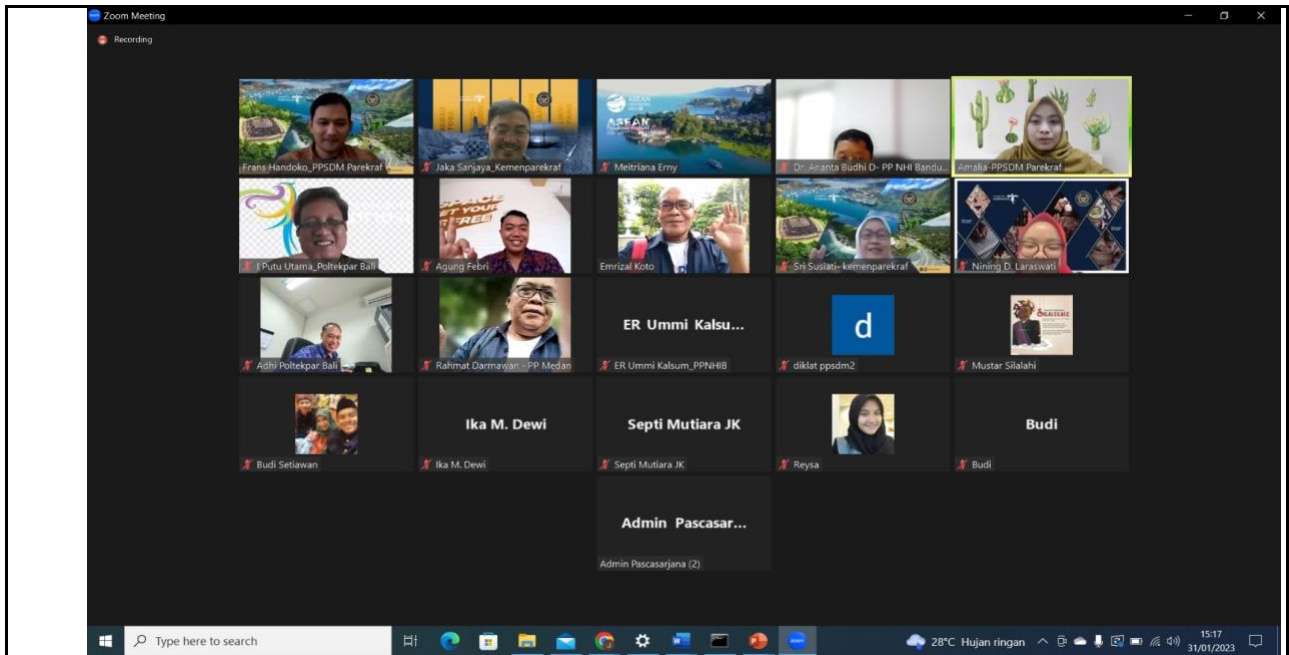 Zoom Meeting
Recording
Frans Handoko_PPSDM Parekraf
Jaka Sanjaya_Kemenparekraf
ASEAN
Meitriana Erny
Dr. Ananta Budhi D- PP NHI Bandu...
Amalia-PPSDM Parekraf
I Putu Utama_Poltekpar Bali
Agung Febri
Emrizal Koto
Sri Susiati- kemenparekraf
Nining D. Laraswati
Adhi Poltekpar Bali
Rahmat Darmawan - PP Medan
ER Ummi Kalsu...
ER Ummi Kalsum_PPNHIB
d
diklat ppsdm2
SIGALEGALE
Mustar Silalahi
Budi Setiawan
Ika M. Dewi
Ika M. Dewi
Septi Mutiara JK
Septi Mutiara JK
Reysa
Budi
Budi
Admin Pascasar...
Admin Pascasarjana (2)
Type here to search
28°C Hujan ringan
15:17
31/01/2023